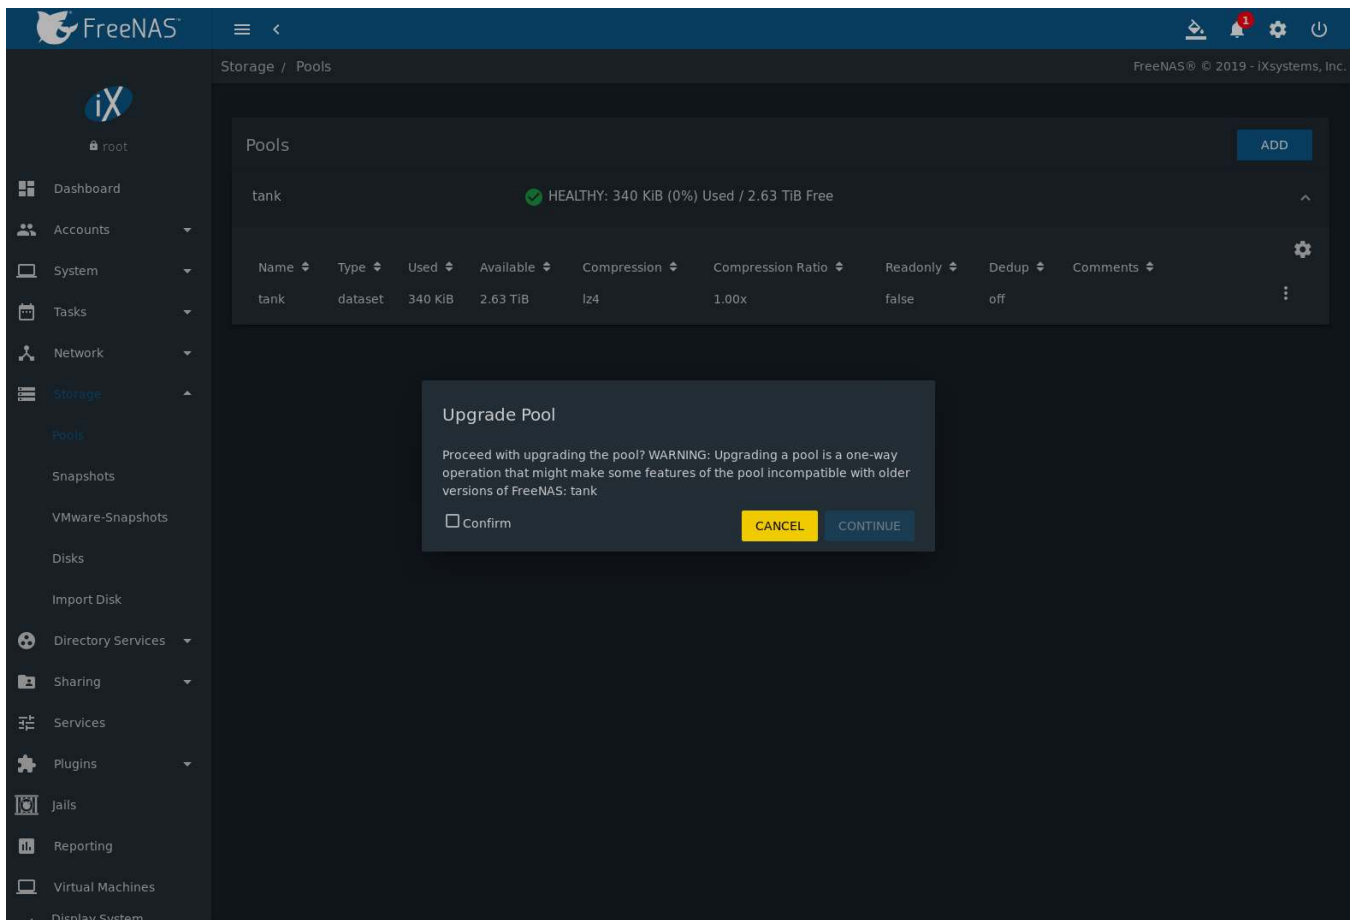 FreeNAS
1
Storage / Pools
FreeNAS® © 2019 - iXsystems, Inc.
iX
root
Dashboard
Accounts
System
Tasks
Network
Storage
Pools
Snapshots
VMware-Snapshots
Disks
Import Disk
Directory Services
Sharing
Services
Plugins
Jails
Reporting
Virtual Machines
Display System
Pools
ADD
tank HEALTHY: 340 KiB (0%) Used / 2.63 TiB Free
Name Type Used Available Compression Compression Ratio Readonly Dedup Comments
tank dataset 340 KiB 2.63 TiB lz4 1.00x false off
Upgrade Pool
Proceed with upgrading the pool? WARNING: Upgrading a pool is a one-way
operation that might make some features of the pool incompatible with older
versions of FreeNAS: tank
Confirm CANCEL CONTINUE